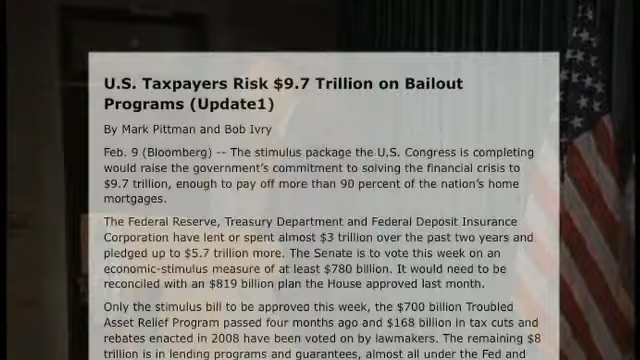 U.S. Taxpayers Risk $9.7 Trillion on Bailout
Programs (Update1)
By Mark Pittman and Bob Ivry
Feb. 9 (Bloomberg) -- The stimulus package the U.S. Congress is completing
would raise the government's commitment to solving the financial crisis to
$9.7 trillion, enough to pay off more than 90 percent of the nation's home
mortgages.
The Federal Reserve, Treasury Department and Federal Deposit Insurance
Corporation have lent or spent almost $3 trillion over the past two years and
pledged up to $5.7 trillion more. The Senate is to vote this week on an
economic-stimulus measure of at least $780 billion. It would need to be
reconciled with an $819 billion plan the House approved last month.
Only the stimulus bill to be approved this week, the $700 billion Troubled
Asset Relief Program passed four months ago and $168 billion in tax cuts and
rebates enacted in 2008 have been voted on by lawmakers. The remaining $8
trillion is in lending programs and guarantees, almost all under the Fed and